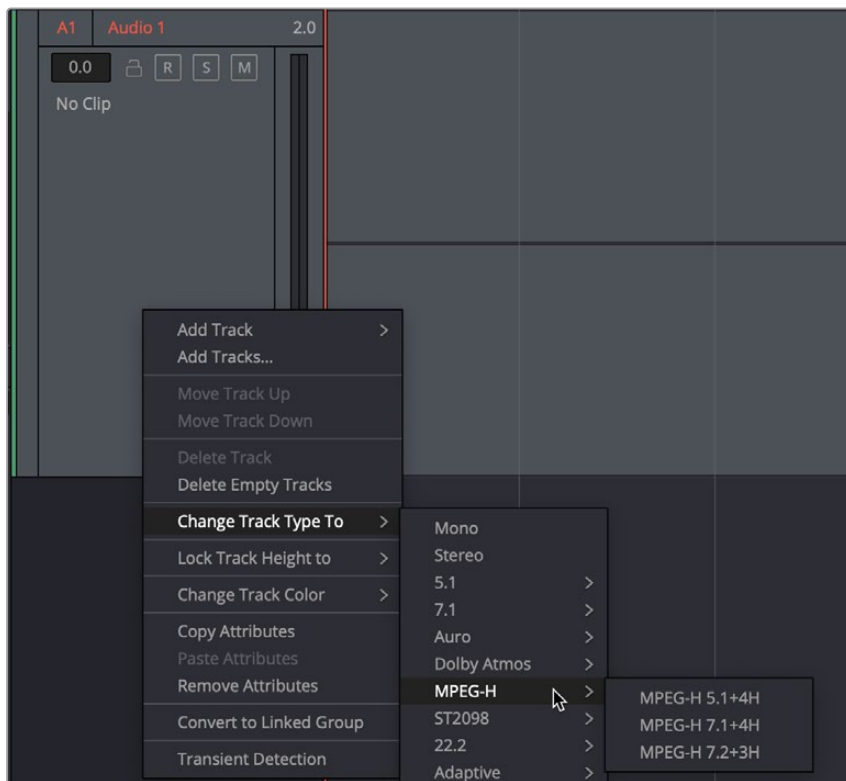 A1 Audio 1 2.0
0.0 R S M
No Clip
Add Track >
Add Tracks...
Move Track Up
Move Track Down
Delete Track
Delete Empty Tracks
Change Track Type To >
Lock Track Height to >
Change Track Color >
Copy Attributes
Paste Attributes
Remove Attributes
Convert to Linked Group
Transient Detection
Mono
Stereo
5.1 >
7.1 >
Auro >
Dolby Atmos >
MPEG-H >
ST2098 >
22.2 >
Adaptive >
MPEG-H 5.1+4H
MPEG-H 7.1+4H
MPEG-H 7.2+3H